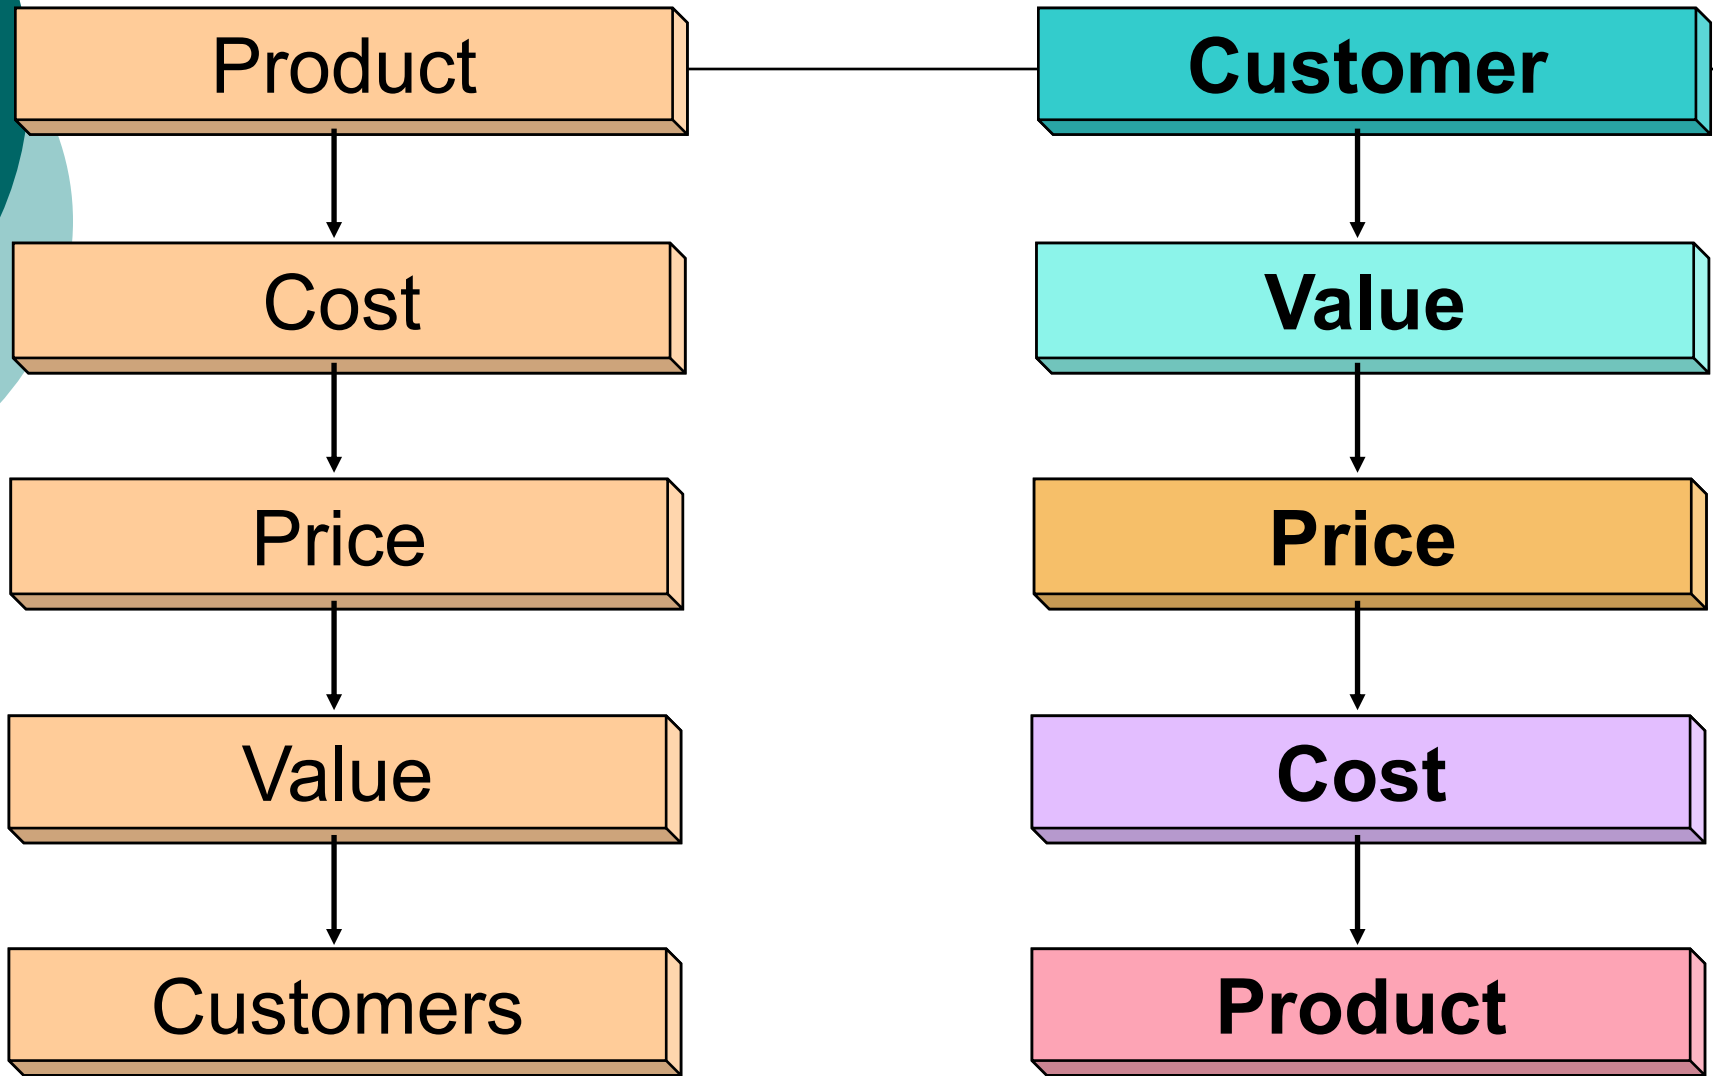 Product
Cost
Price
Value
Customers
Customer
Value
Price
Cost
Product